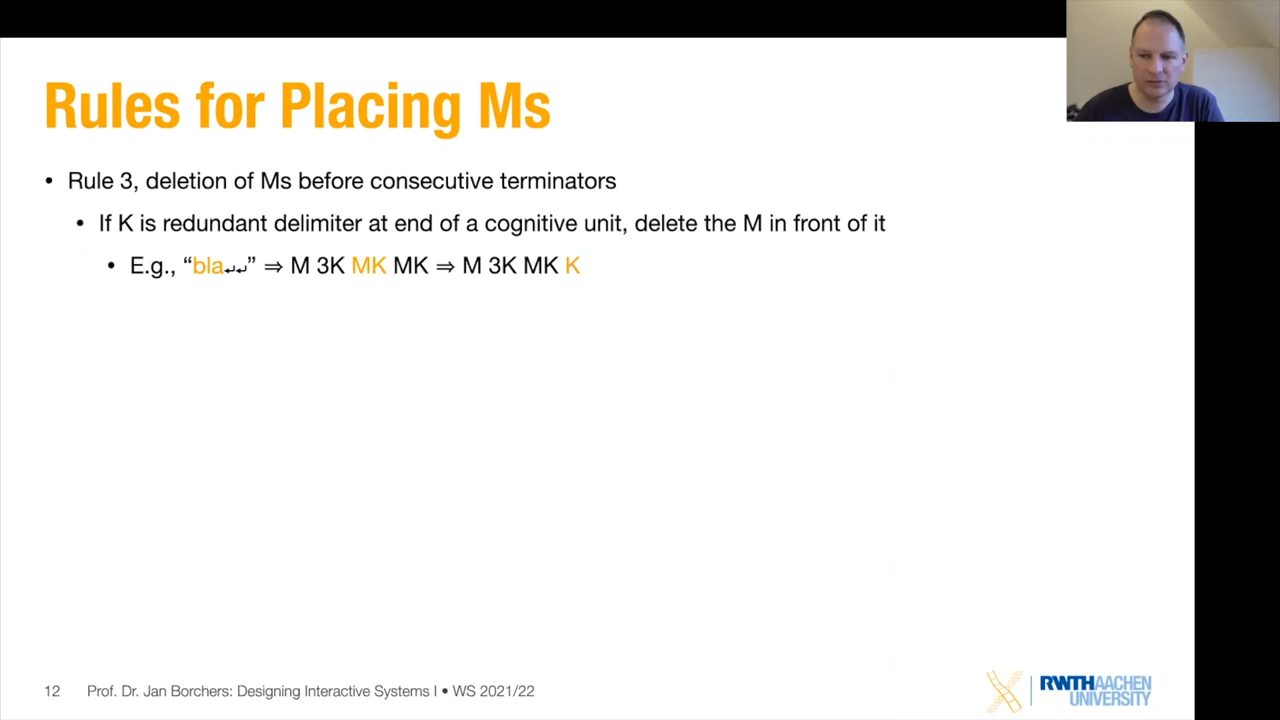 Rules for Placing Ms
• Rule 3, deletion of Ms before consecutive terminators
• If K is redundant delimiter at end of a cognitive unit, delete the M in front of it
• E.g., “bla↵↵” ⇒ M 3K MK MK ⇒ M 3K MK K
12 Prof. Dr. Jan Borchers: Designing Interactive Systems I • WS 2021/22
RWTHAACHEN
UNIVERSITY